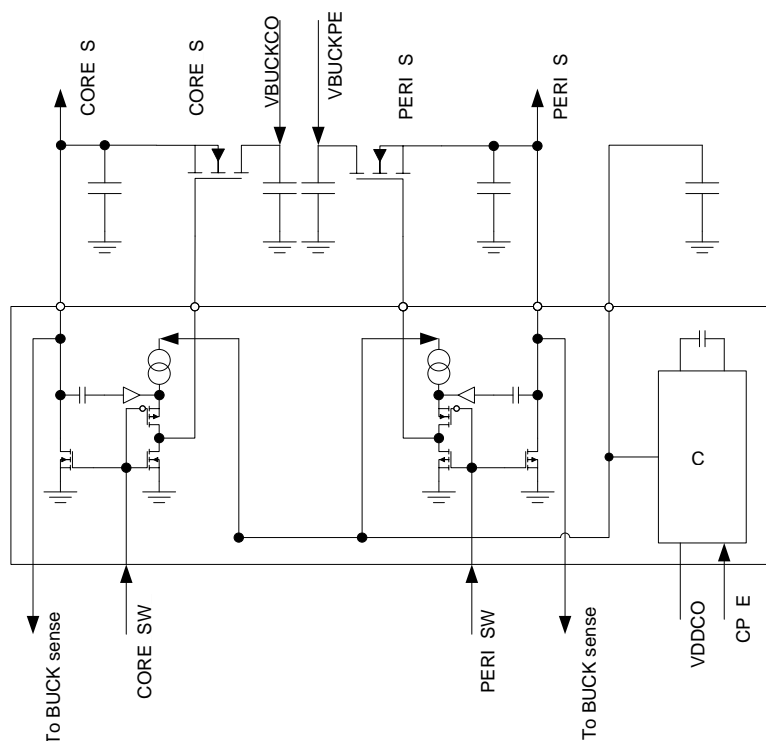 CORE S
CORE S
VBUCKCO
VBUCKPE
PERI S
PERI S
C
To BUCK sense
CORE SW
PERI SW
To BUCK sense
VDDCO
CP E